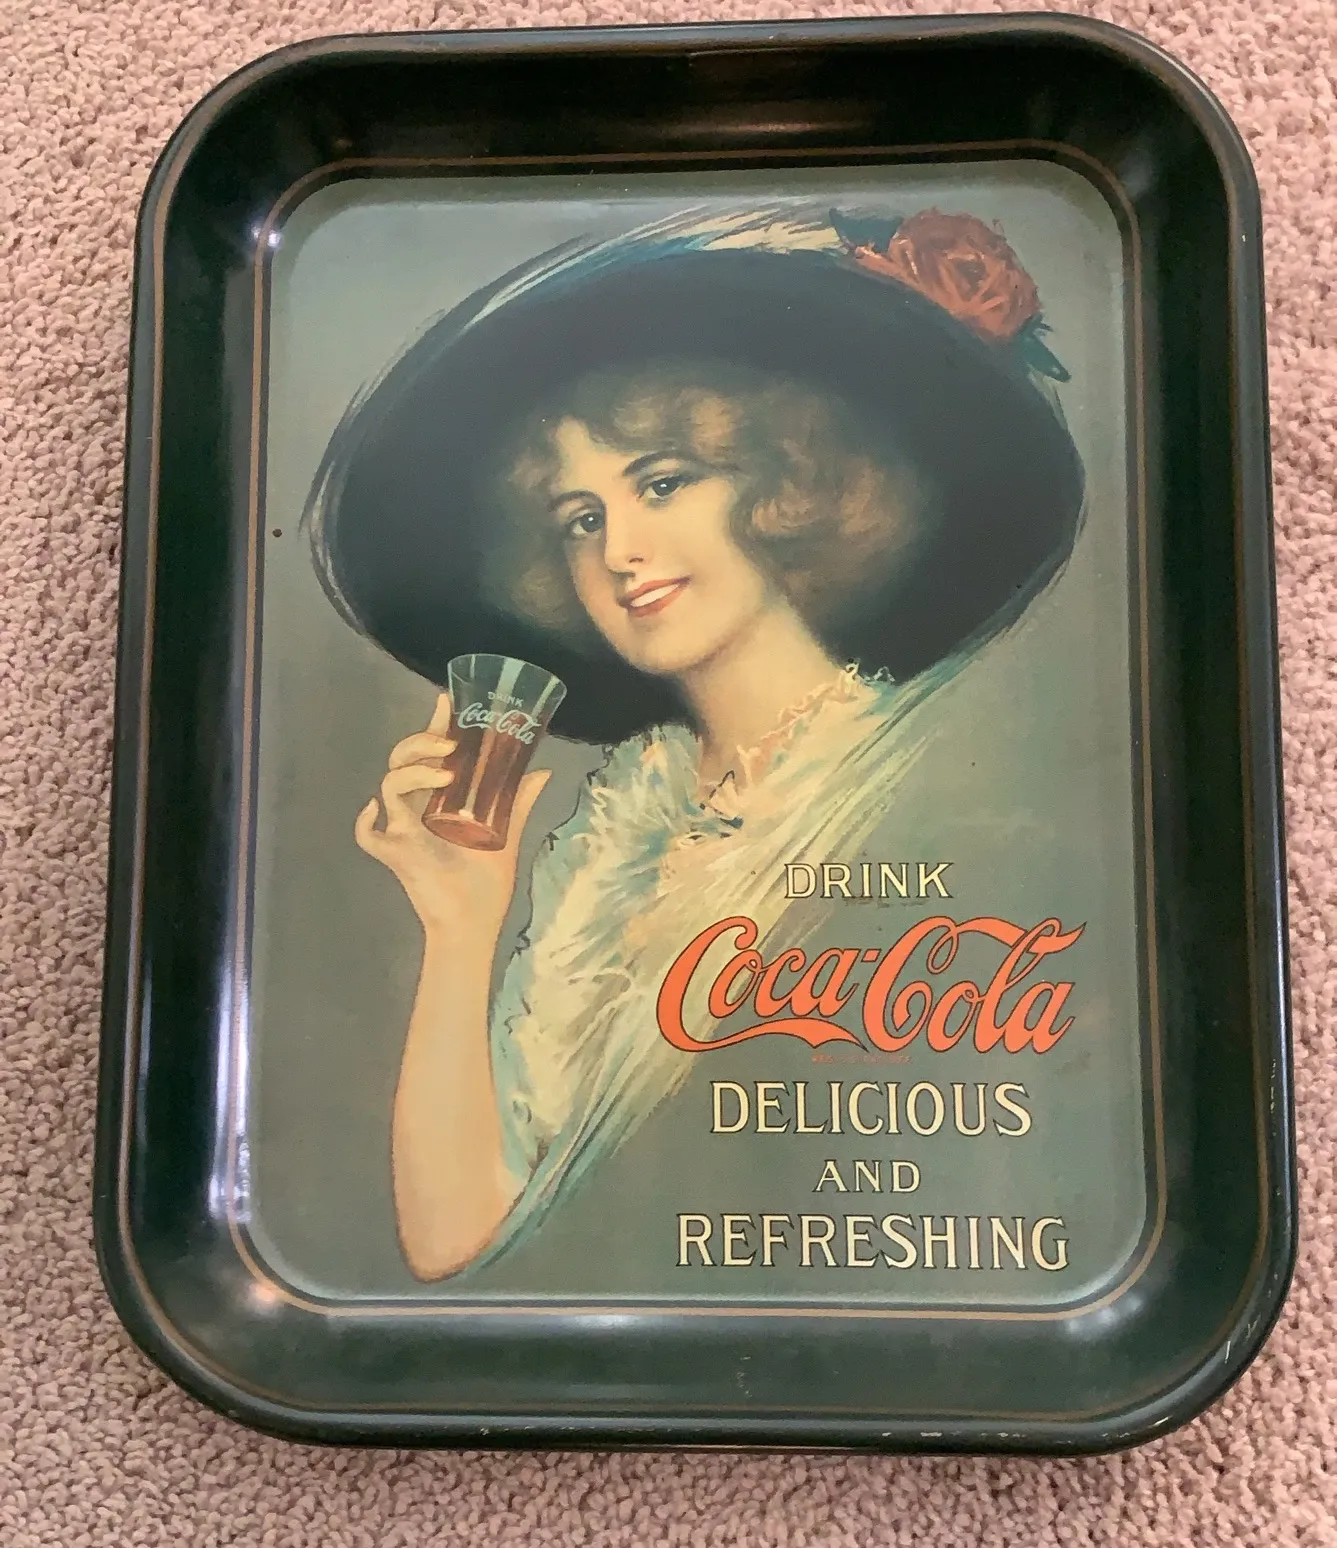 DRINK
Coca-Cola
DRINK
Coca-Cola
DELICIOUS
AND
REFRESHING